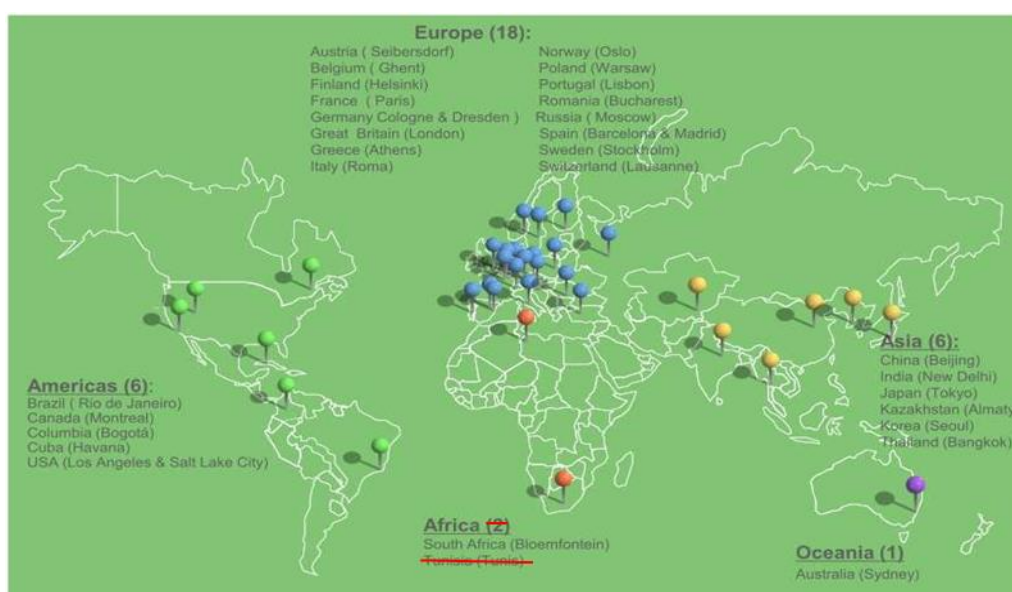 Europe (18):
Austria ( Seibersdorf)
Belgium ( Ghent)
Finland (Helsinki)
France ( Paris)
Germany Cologne & Dresden )
Great Britain (London)
Greece (Athens)
Italy (Roma)
Norway (Oslo)
Poland (Warsaw)
Portugal (Lisbon)
Romania (Bucharest)
Russia ( Moscow)
Spain (Barcelona & Madrid)
Sweden (Stockholm)
Switzerland (Lausanne)
Americas (6):
Brazil ( Rio de Janeiro)
Canada (Montreal)
Columbia (Bogotá)
Cuba (Havana)
USA (Los Angeles & Salt Lake City)
Africa (2)
South Africa (Bloemfontein)
Tunisis (Tunis)
Asia (6):
China (Beijing)
India (New Delhi)
Japan (Tokyo)
Kazakhstan (Almaty
Korea (Seoul)
Thailand (Bangkok)
Oceania (1)
Australia (Sydney)